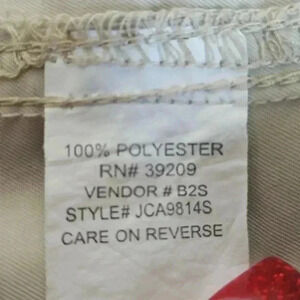 100% POLYESTER
RN# 39209
VENDOR # B2S
STYLE# JCA9814S
CARE ON REVERSE